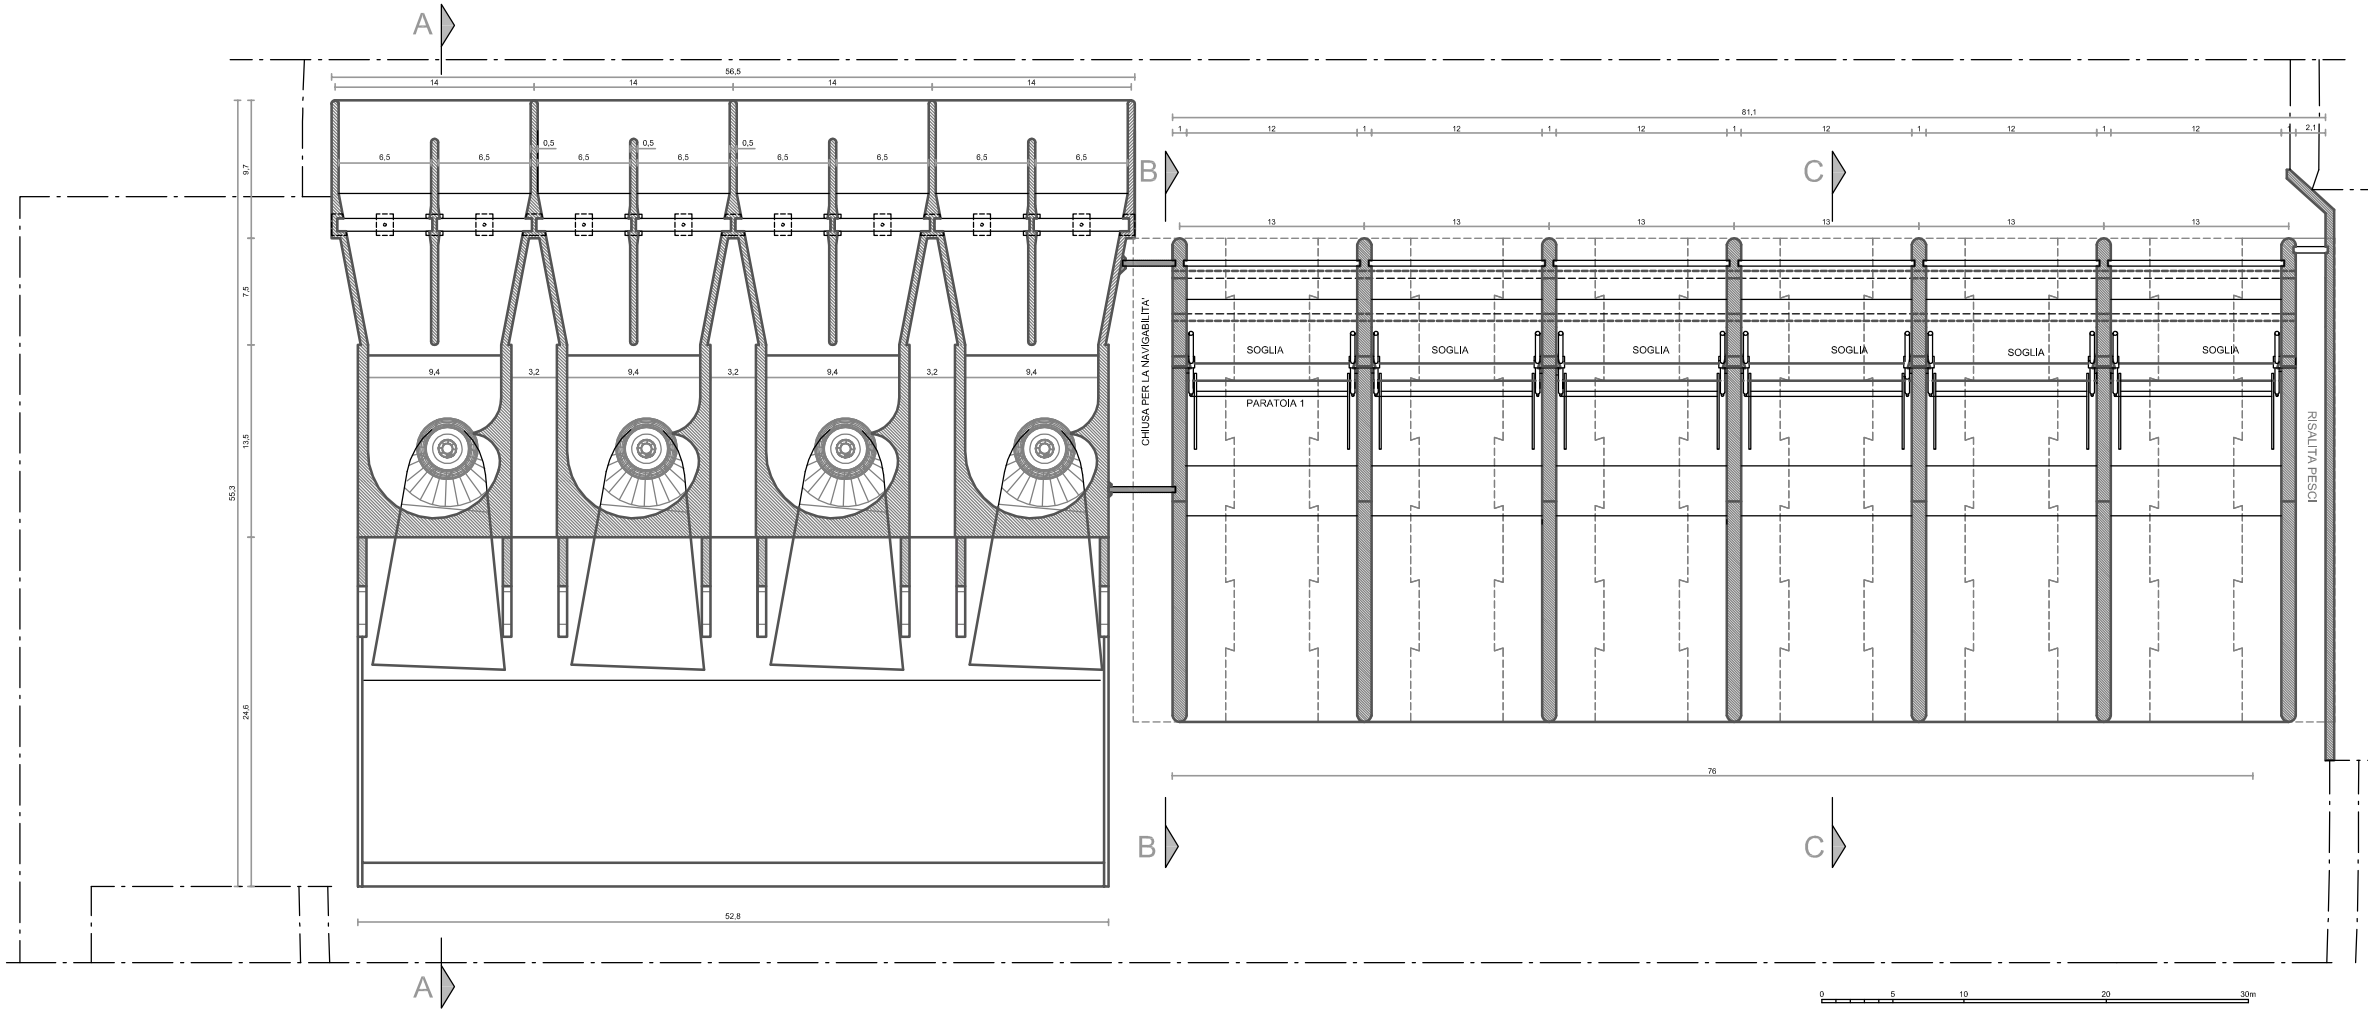 A
56,5
14 14 14 14
81,1
1 12 1 12 1 12 1 12 1 12 1 12 1 2,1
0,5 0,5 0,5
6,5 6,5 6,5 6,5 6,5 6,5 6,5 6,5
9,7
B
C
13 13 13 13 13 13
7,5
CHIUSA PER LA NAVIGABILITA'
SOGLIA SOGLIA SOGLIA SOGLIA SOGLIA SOGLIA
9,4 3,2 9,4 3,2 9,4 3,2 9,4
PARATOIA 1
13,5
RISALITA PESCI
55,3
24,6
76
B
C
52,8
A
0 5 10 20 30m